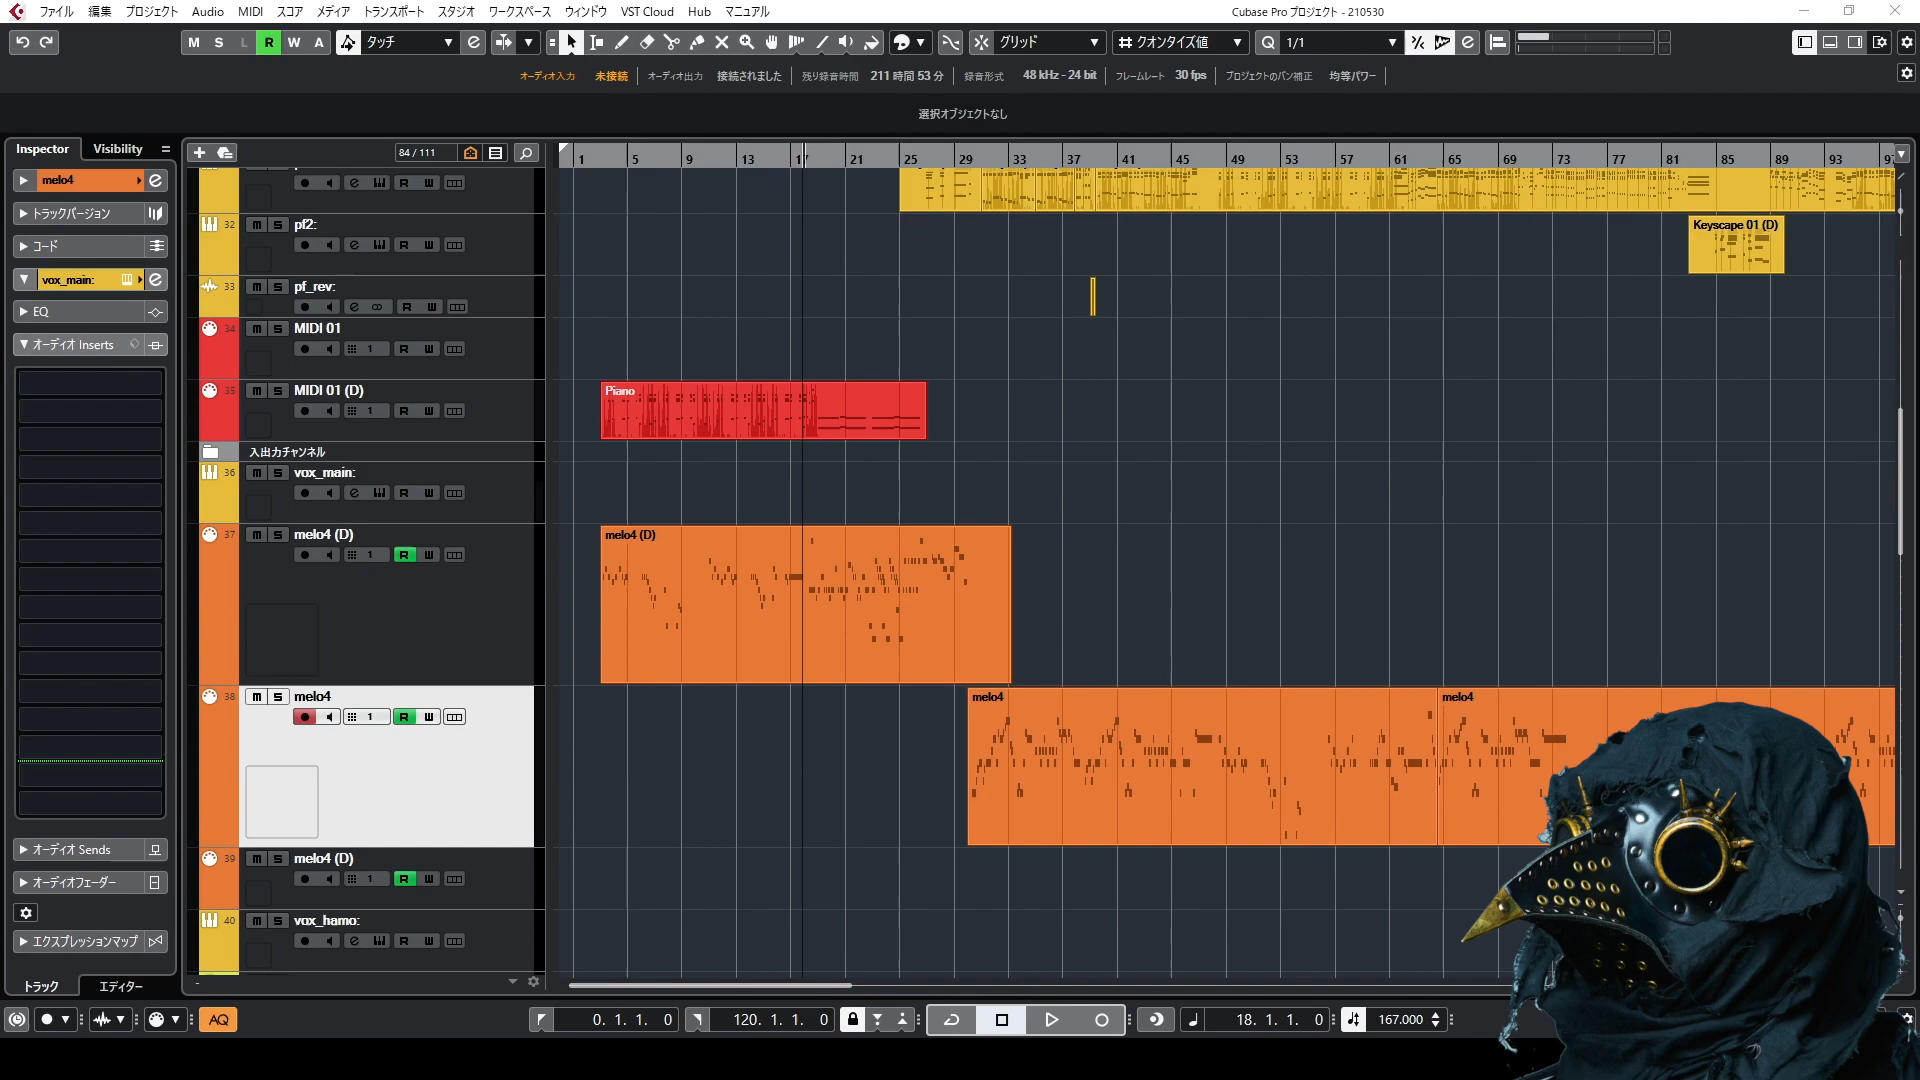 ファイル 編集 プロジェクト Audio MIDI スコア メディア トランスポート スタジオ ワークスペース ウィンドウ VST Cloud Hub マニュアル
Cubase Pro プロジェクト - 210530
M S L R W A タッチ グリッド クオンタイズ値 Q 1/1
オーディオ入力 未接続 オーディオ出力 接続されました 残り録音時間 211 時間 53 分 録音形式 48 kHz - 24 bit フレームレート 30 fps プロジェクトのパン補正 均等パワー
選択オブジェクトなし
Inspector Visibility
84 / 111
1 5 9 13 17 21 25 29 33 37 41 45 49 53 57 61 65 69 73 77 81 85 89 93 97
melo4
トラックバージョン
コード
vox_main:
EQ
オーディオ Inserts
オーディオ Sends
オーディオフェーダー
エクスプレッションマップ
トラック エディター
R W
32 m S pf2:
R W
33 m S pf_rev:
R W
34 m S MIDI 01
1 R W
35 m S MIDI 01 (D)
1 R W
入出力チャンネル
36 m S vox_main:
R W
37 m S melo4 (D)
1 R W
38 m S melo4
1 R W
39 m S melo4 (D)
1 R W
40 m S vox_hamo:
R W
Keyscape 01 (D)
Piano
melo4 (D)
melo4
melo4
AQ
0. 1. 1. 0
120. 1. 1. 0
18. 1. 1. 0
167.000